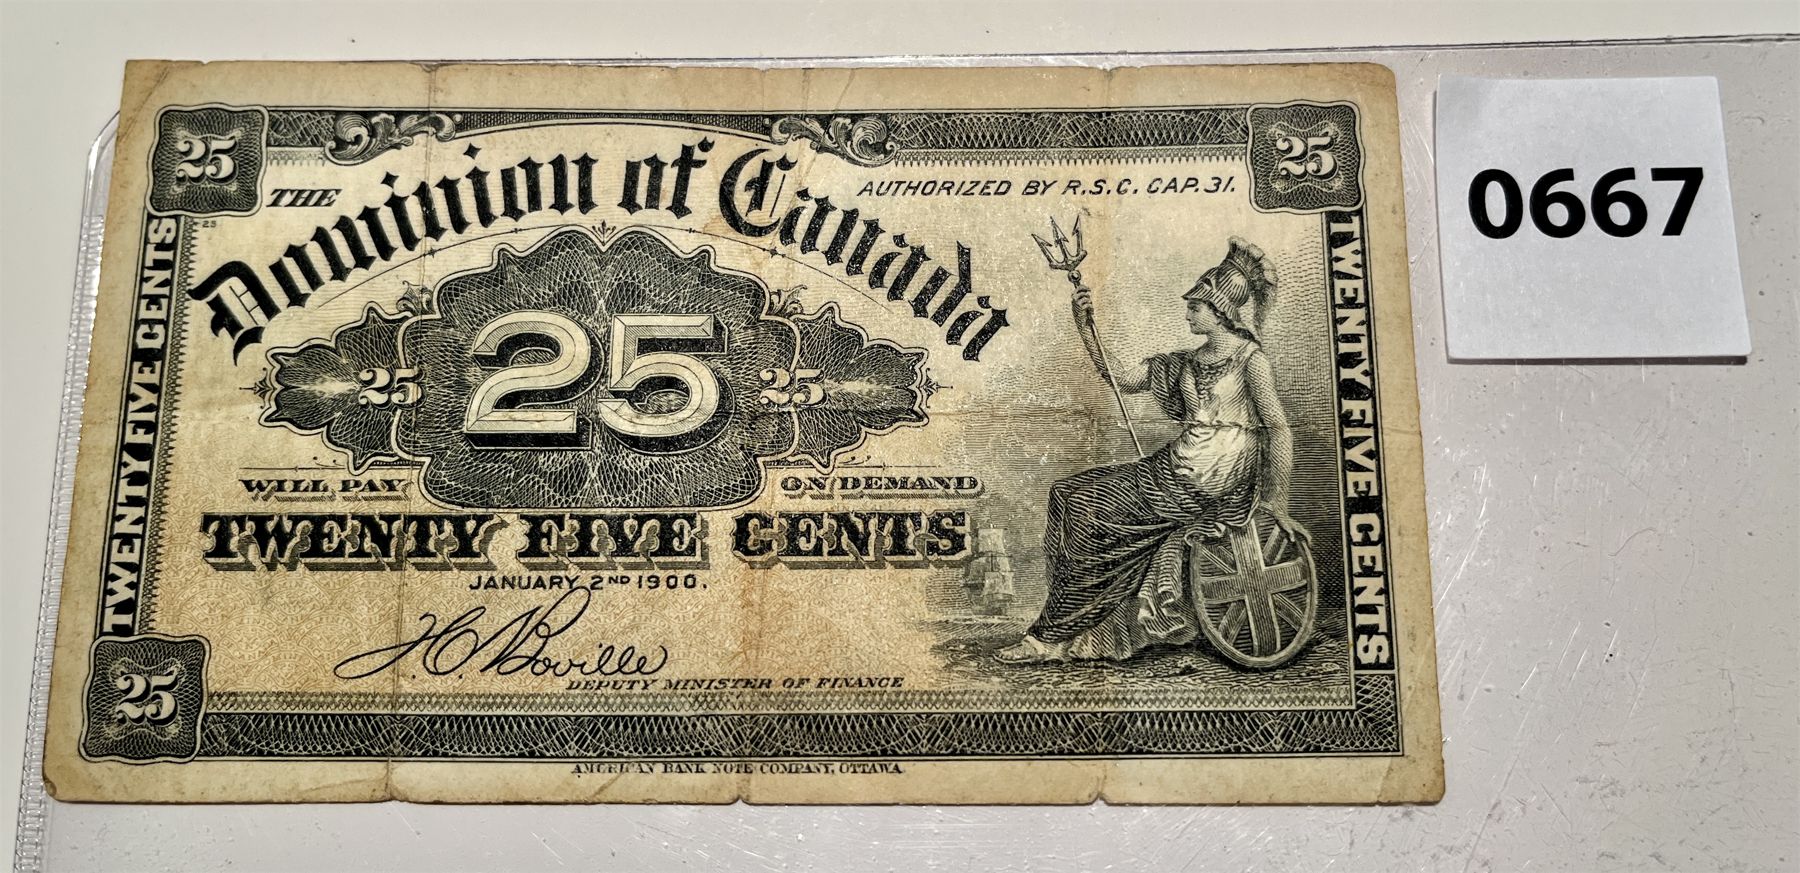 25
25
THE
Dominion of Canada
AUTHORIZED BY R.S.C. CAP.31.
0667
25
TWENTY FIVE CENTS
25
25
25
TWENTY FIVE CENTS
WILL PAY
ON DEMAND
TWENTY FIVE CENTS
JANUARY 2ND 1900.
H.C. Boville
DEPUTY MINISTER OF FINANCE
25
AMERICAN BANK NOTE COMPANY, OTTAWA